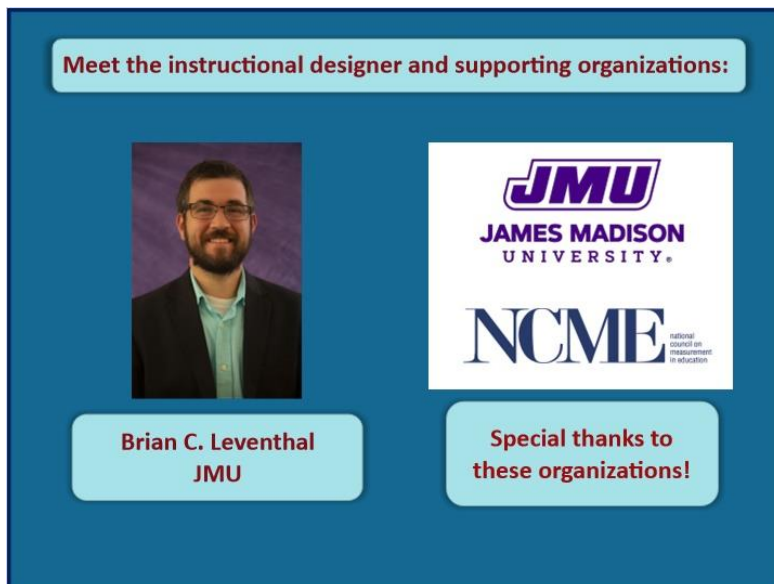 Meet the instructional designer and supporting organizations:
JMU
JAMES MADISON
UNIVERSITY®
NCME
national
council on
measurement
in education
Brian C. Leventhal
JMU
Special thanks to
these organizations!